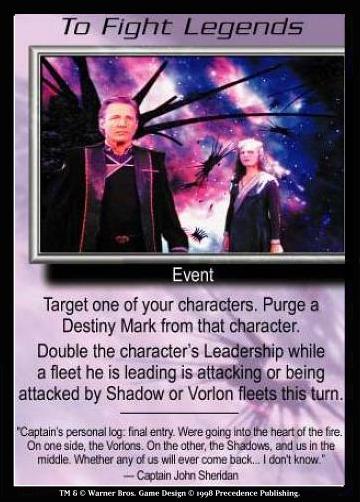 To Fight Legends
Event
Target one of your characters. Purge a
Destiny Mark from that character.
Double the character's Leadership while
a fleet he is leading is attacking or being
attacked by Shadow or Vorlon fleets this turn.
"Captain's personal log: final entry. Were going into the heart of the fire.
On one side, the Vorlons. On the other, the Shadows, and us in the
middle. Whether any of us will ever come back... I don't know."
— Captain John Sheridan
TM & © Warner Bros. Game Design © 1998 Precedence Publishing.